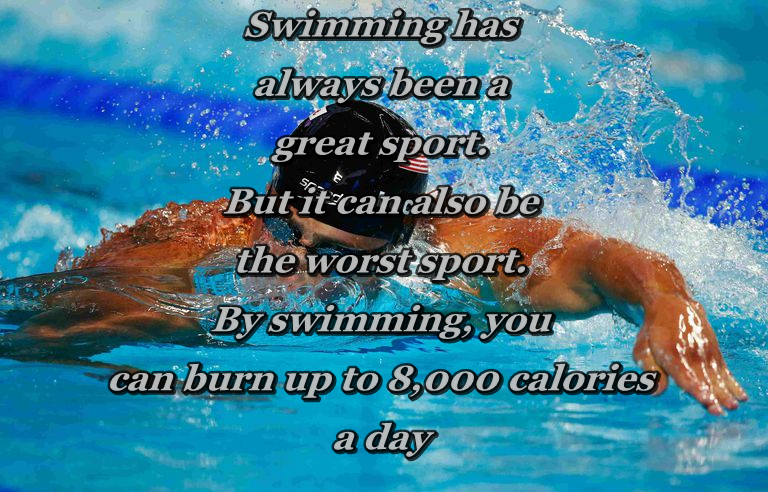 Swimming has
always been a
great sport.
But it can also be
the worst sport.
By swimming, you
can burn up to 8,000 calories
a day